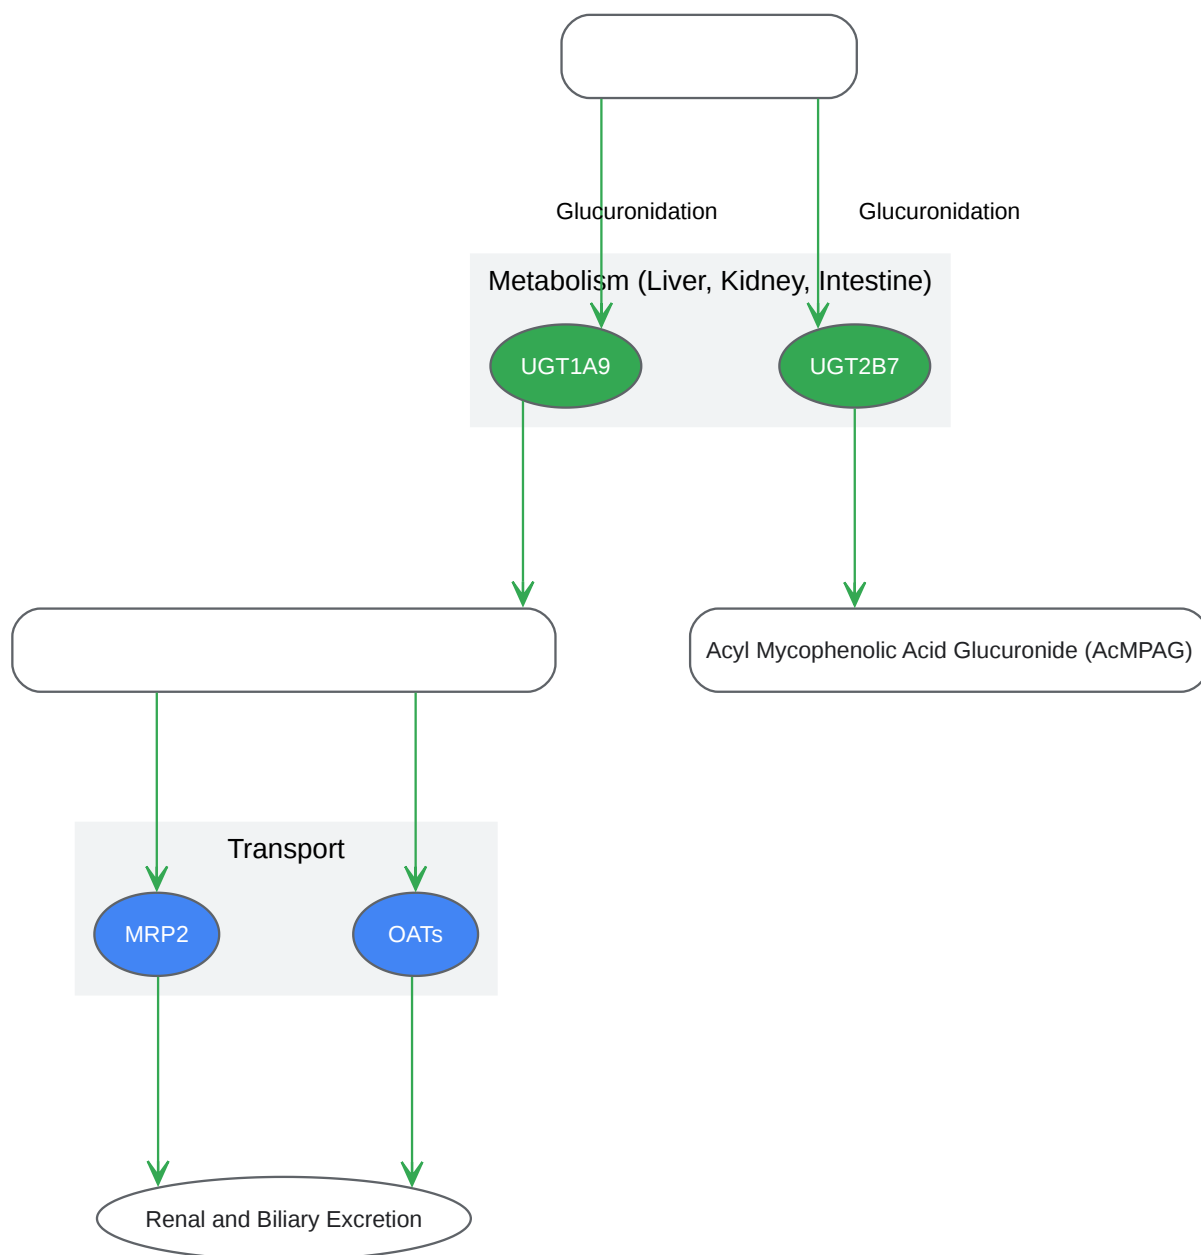 Glucuronidation
Glucuronidation
Metabolism (Liver, Kidney, Intestine)
UGT1A9
UGT2B7
Acyl Mycophenolic Acid Glucuronide (AcMPAG)
Transport
MRP2
OATs
Renal and Biliary Excretion